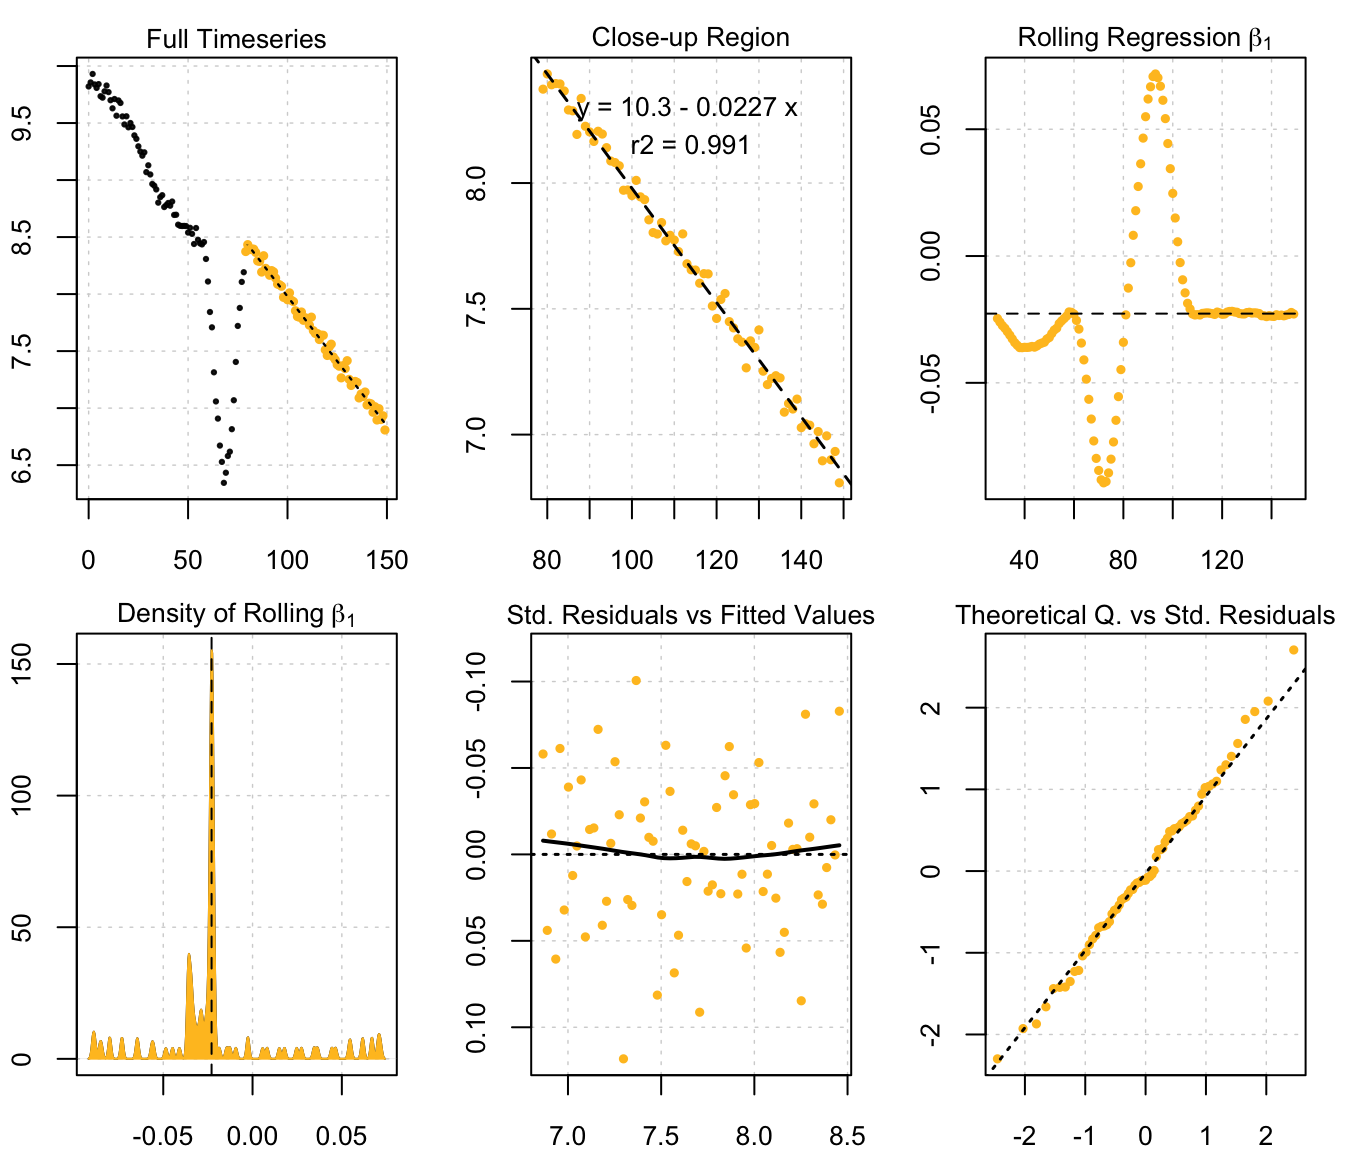 Full Timeseries
9.5
8.5
7.5
6.5
0 50 100 150
Close-up Region
y = 10.3 - 0.0227 x
r2 = 0.991
8.0
7.5
7.0
80 100 120 140
Rolling Regression β1
0.05
0.00
-0.05
40 80 120
Density of Rolling β1
150
100
50
0
-0.05 0.00 0.05
Std. Residuals vs Fitted Values
-0.10
-0.05
0.00
0.05
0.10
7.0 7.5 8.0 8.5
Theoretical Q. vs Std. Residuals
2
1
0
-1
-2
-2 -1 0 1 2